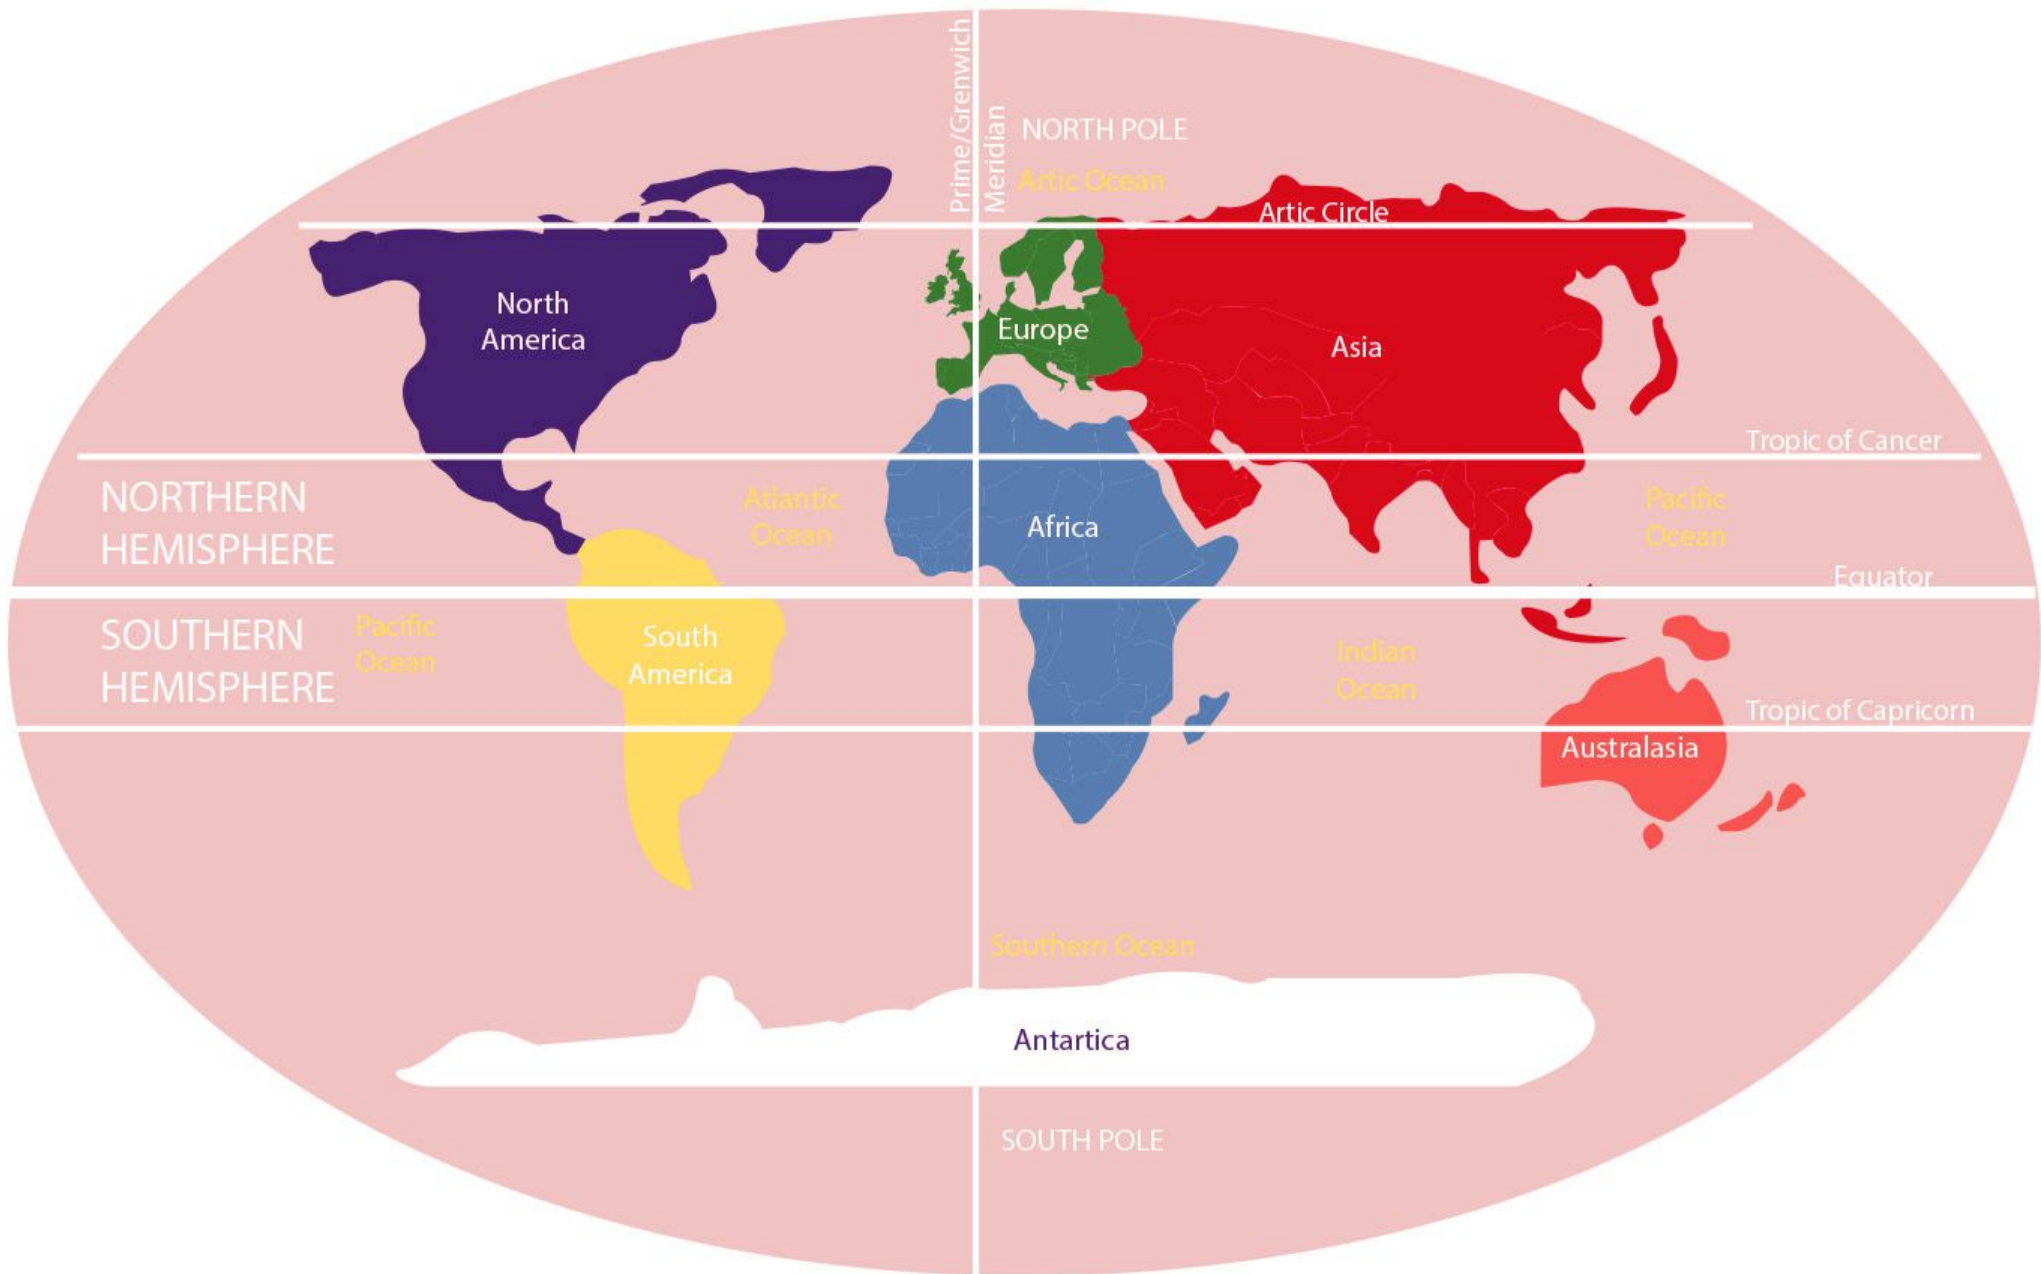 Prime/Grenwich
Meridian
NORTH POLE
Artic Ocean
Artic Circle
North
America
Europe
Asia
Tropic of Cancer
NORTHERN
HEMISPHERE
Atlantic
Ocean
Africa
Pacific
Ocean
Equator
SOUTHERN
HEMISPHERE
Pacific
Ocean
South
America
Indian
Ocean
Tropic of Capricorn
Australasia
Southern Ocean
Antartica
SOUTH POLE